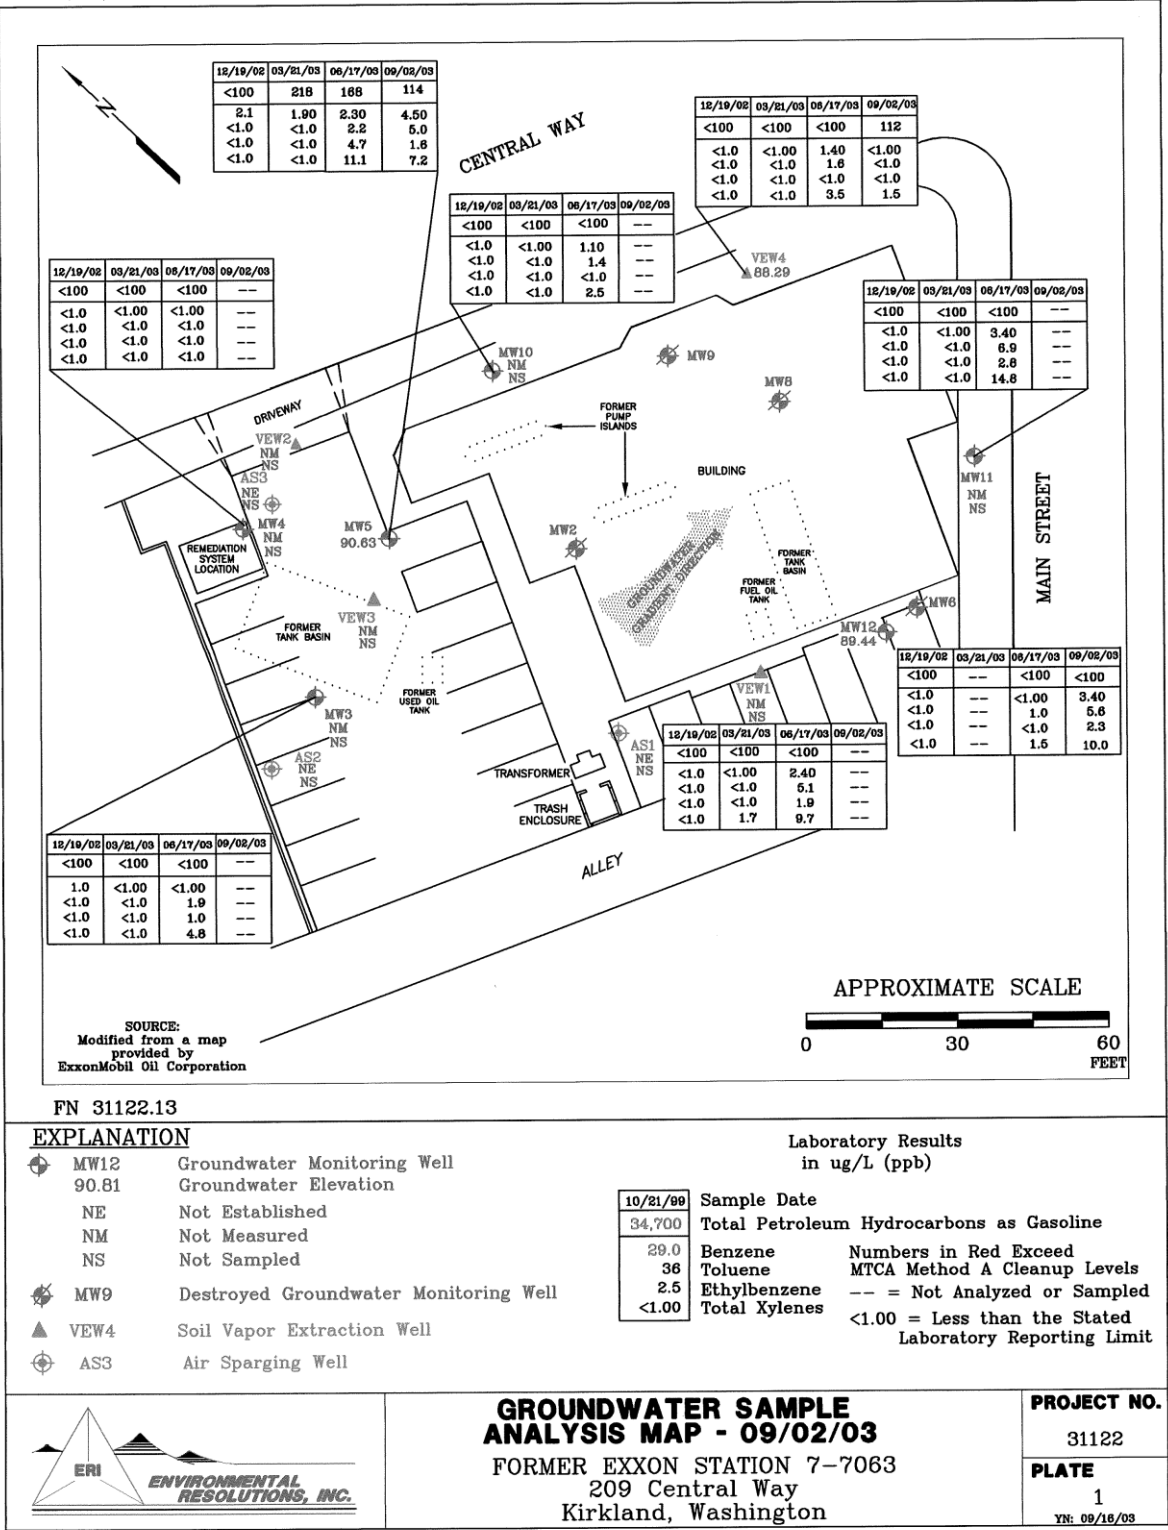 N
12/19/02 03/21/03 06/17/03 09/02/03
<100 218 168 114
2.1 1.90 2.30 4.50
<1.0 <1.0 2.2 5.0
<1.0 <1.0 4.7 1.6
<1.0 <1.0 11.1 7.2
CENTRAL WAY
12/19/02 03/21/03 06/17/03 09/02/03
<100 <100 <100 112
<1.0 <1.00 1.40 <1.00
<1.0 <1.0 1.6 <1.0
<1.0 <1.0 <1.0 <1.0
<1.0 <1.0 3.5 1.5
12/19/02 03/21/03 06/17/03 09/02/03
<100 <100 <100 --
<1.0 <1.00 1.10 --
<1.0 <1.0 1.4 --
<1.0 <1.0 <1.0 --
<1.0 <1.0 2.5 --
12/19/02 03/21/03 06/17/03 09/02/03
<100 <100 <100 --
<1.0 <1.00 <1.00 --
<1.0 <1.0 <1.0 --
<1.0 <1.0 <1.0 --
<1.0 <1.0 <1.0 --
VEW4
88.29
12/19/02 03/21/03 06/17/03 09/02/03
<100 <100 <100 --
<1.0 <1.00 3.40 --
<1.0 <1.0 6.9 --
<1.0 <1.0 2.8 --
<1.0 <1.0 14.8 --
MW10
NM
NS
MW9
MW8
DRIVEWAY
FORMER
PUMP
ISLANDS
VEW2
NM
NS
AS3
NE
NS
MW4
NM
NS
BUILDING
MW11
NM
NS
MAIN STREET
MW5
90.63
MW2
REMEDIATION
SYSTEM
LOCATION
GROUNDWATER
GRADIENT DIRECTION
FORMER
TANK
BASIN
FORMER
FUEL OIL
TANK
VEW3
NM
NS
FORMER
TANK BASIN
MW6
MW12
89.44
12/19/02 03/21/03 06/17/03 09/02/03
<100 -- <100 <100
<1.0 -- <1.00 3.40
<1.0 -- 1.0 5.6
<1.0 -- <1.0 2.3
<1.0 -- 1.5 10.0
FORMER
USED OIL
TANK
VEW1
NM
NS
MW3
NM
NS
AS2
NE
NS
AS1
NE
NS
12/19/02 03/21/03 06/17/03 09/02/03
<100 <100 <100 --
<1.0 <1.00 2.40 --
<1.0 <1.0 5.1 --
<1.0 <1.0 1.9 --
<1.0 1.7 9.7 --
TRANSFORMER
TRASH
ENCLOSURE
ALLEY
12/19/02 03/21/03 06/17/03 09/02/03
<100 <100 <100 --
1.0 <1.00 <1.00 --
<1.0 <1.0 1.9 --
<1.0 <1.0 1.0 --
<1.0 <1.0 4.8 --
APPROXIMATE SCALE
0 30 60
FEET
SOURCE:
Modified from a map
provided by
ExxonMobil Oil Corporation
FN 31122.13
EXPLANATION
MW12 Groundwater Monitoring Well
90.81 Groundwater Elevation
NE Not Established
NM Not Measured
NS Not Sampled
MW9 Destroyed Groundwater Monitoring Well
VEW4 Soil Vapor Extraction Well
AS3 Air Sparging Well
Laboratory Results
in ug/L (ppb)
10/21/99 Sample Date
34,700 Total Petroleum Hydrocarbons as Gasoline
29.0 Benzene
36 Toluene
2.5 Ethylbenzene
<1.00 Total Xylenes
Numbers in Red Exceed
MTCA Method A Cleanup Levels
-- = Not Analyzed or Sampled
<1.00 = Less than the Stated
Laboratory Reporting Limit
ERI
ENVIRONMENTAL
RESOLUTIONS, INC.
GROUNDWATER SAMPLE
ANALYSIS MAP - 09/02/03
FORMER EXXON STATION 7-7063
209 Central Way
Kirkland, Washington
PROJECT NO.
31122
PLATE
1
YN: 09/16/03